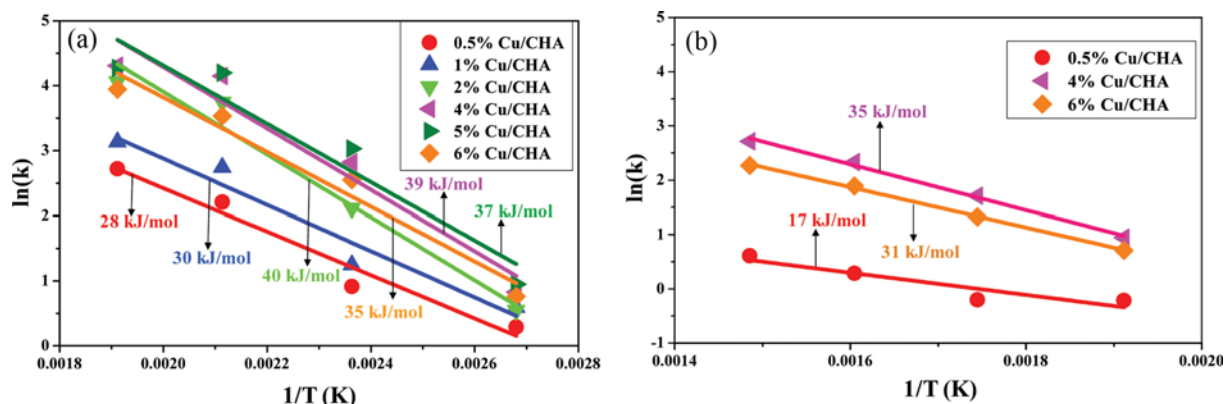 (a)
0.5% Cu/CHA
1% Cu/CHA
2% Cu/CHA
4% Cu/CHA
5% Cu/CHA
6% Cu/CHA
28 kJ/mol
30 kJ/mol
40 kJ/mol
35 kJ/mol
39 kJ/mol
37 kJ/mol
ln(k)
5
4
3
2
1
0
0.0018
0.0020
0.0022
0.0024
0.0026
0.0028
1/T (K)
(b)
0.5% Cu/CHA
4% Cu/CHA
6% Cu/CHA
35 kJ/mol
17 kJ/mol
31 kJ/mol
ln(k)
5
4
3
2
1
0
-1
0.0014
0.0016
0.0018
0.0020
1/T (K)